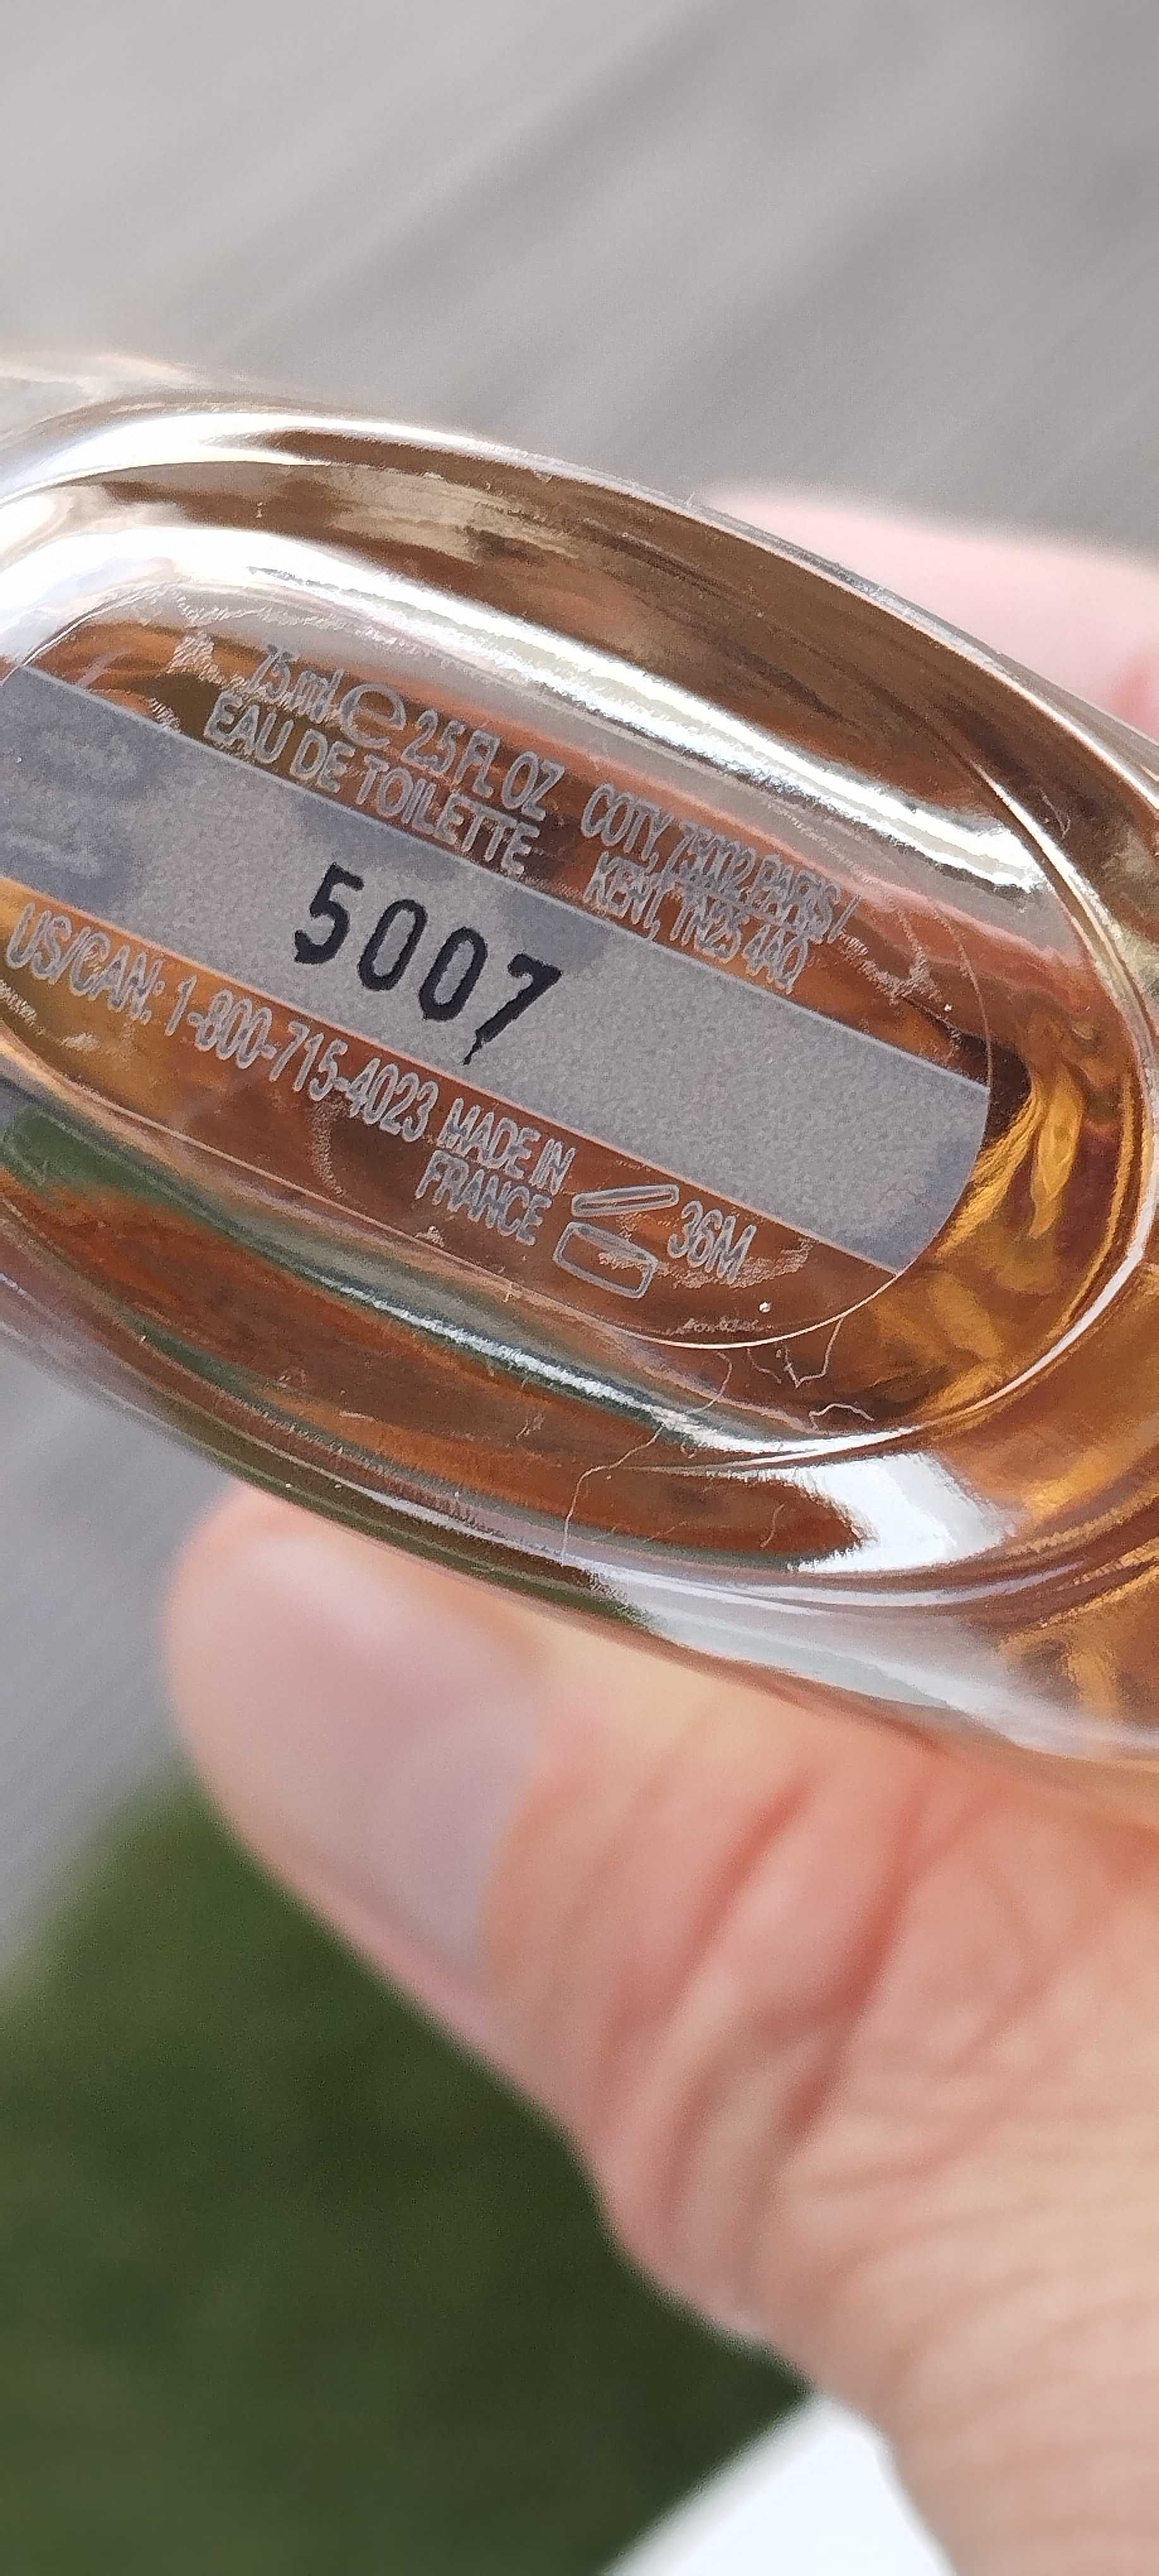 75 ml e 2.5 FL OZ
EAU DE TOILETTE
COTY, 75002 PARIS /
KENT, TN25 4AQ
5007
US/CAN: 1-800-715-4023
MADE IN
FRANCE
36M